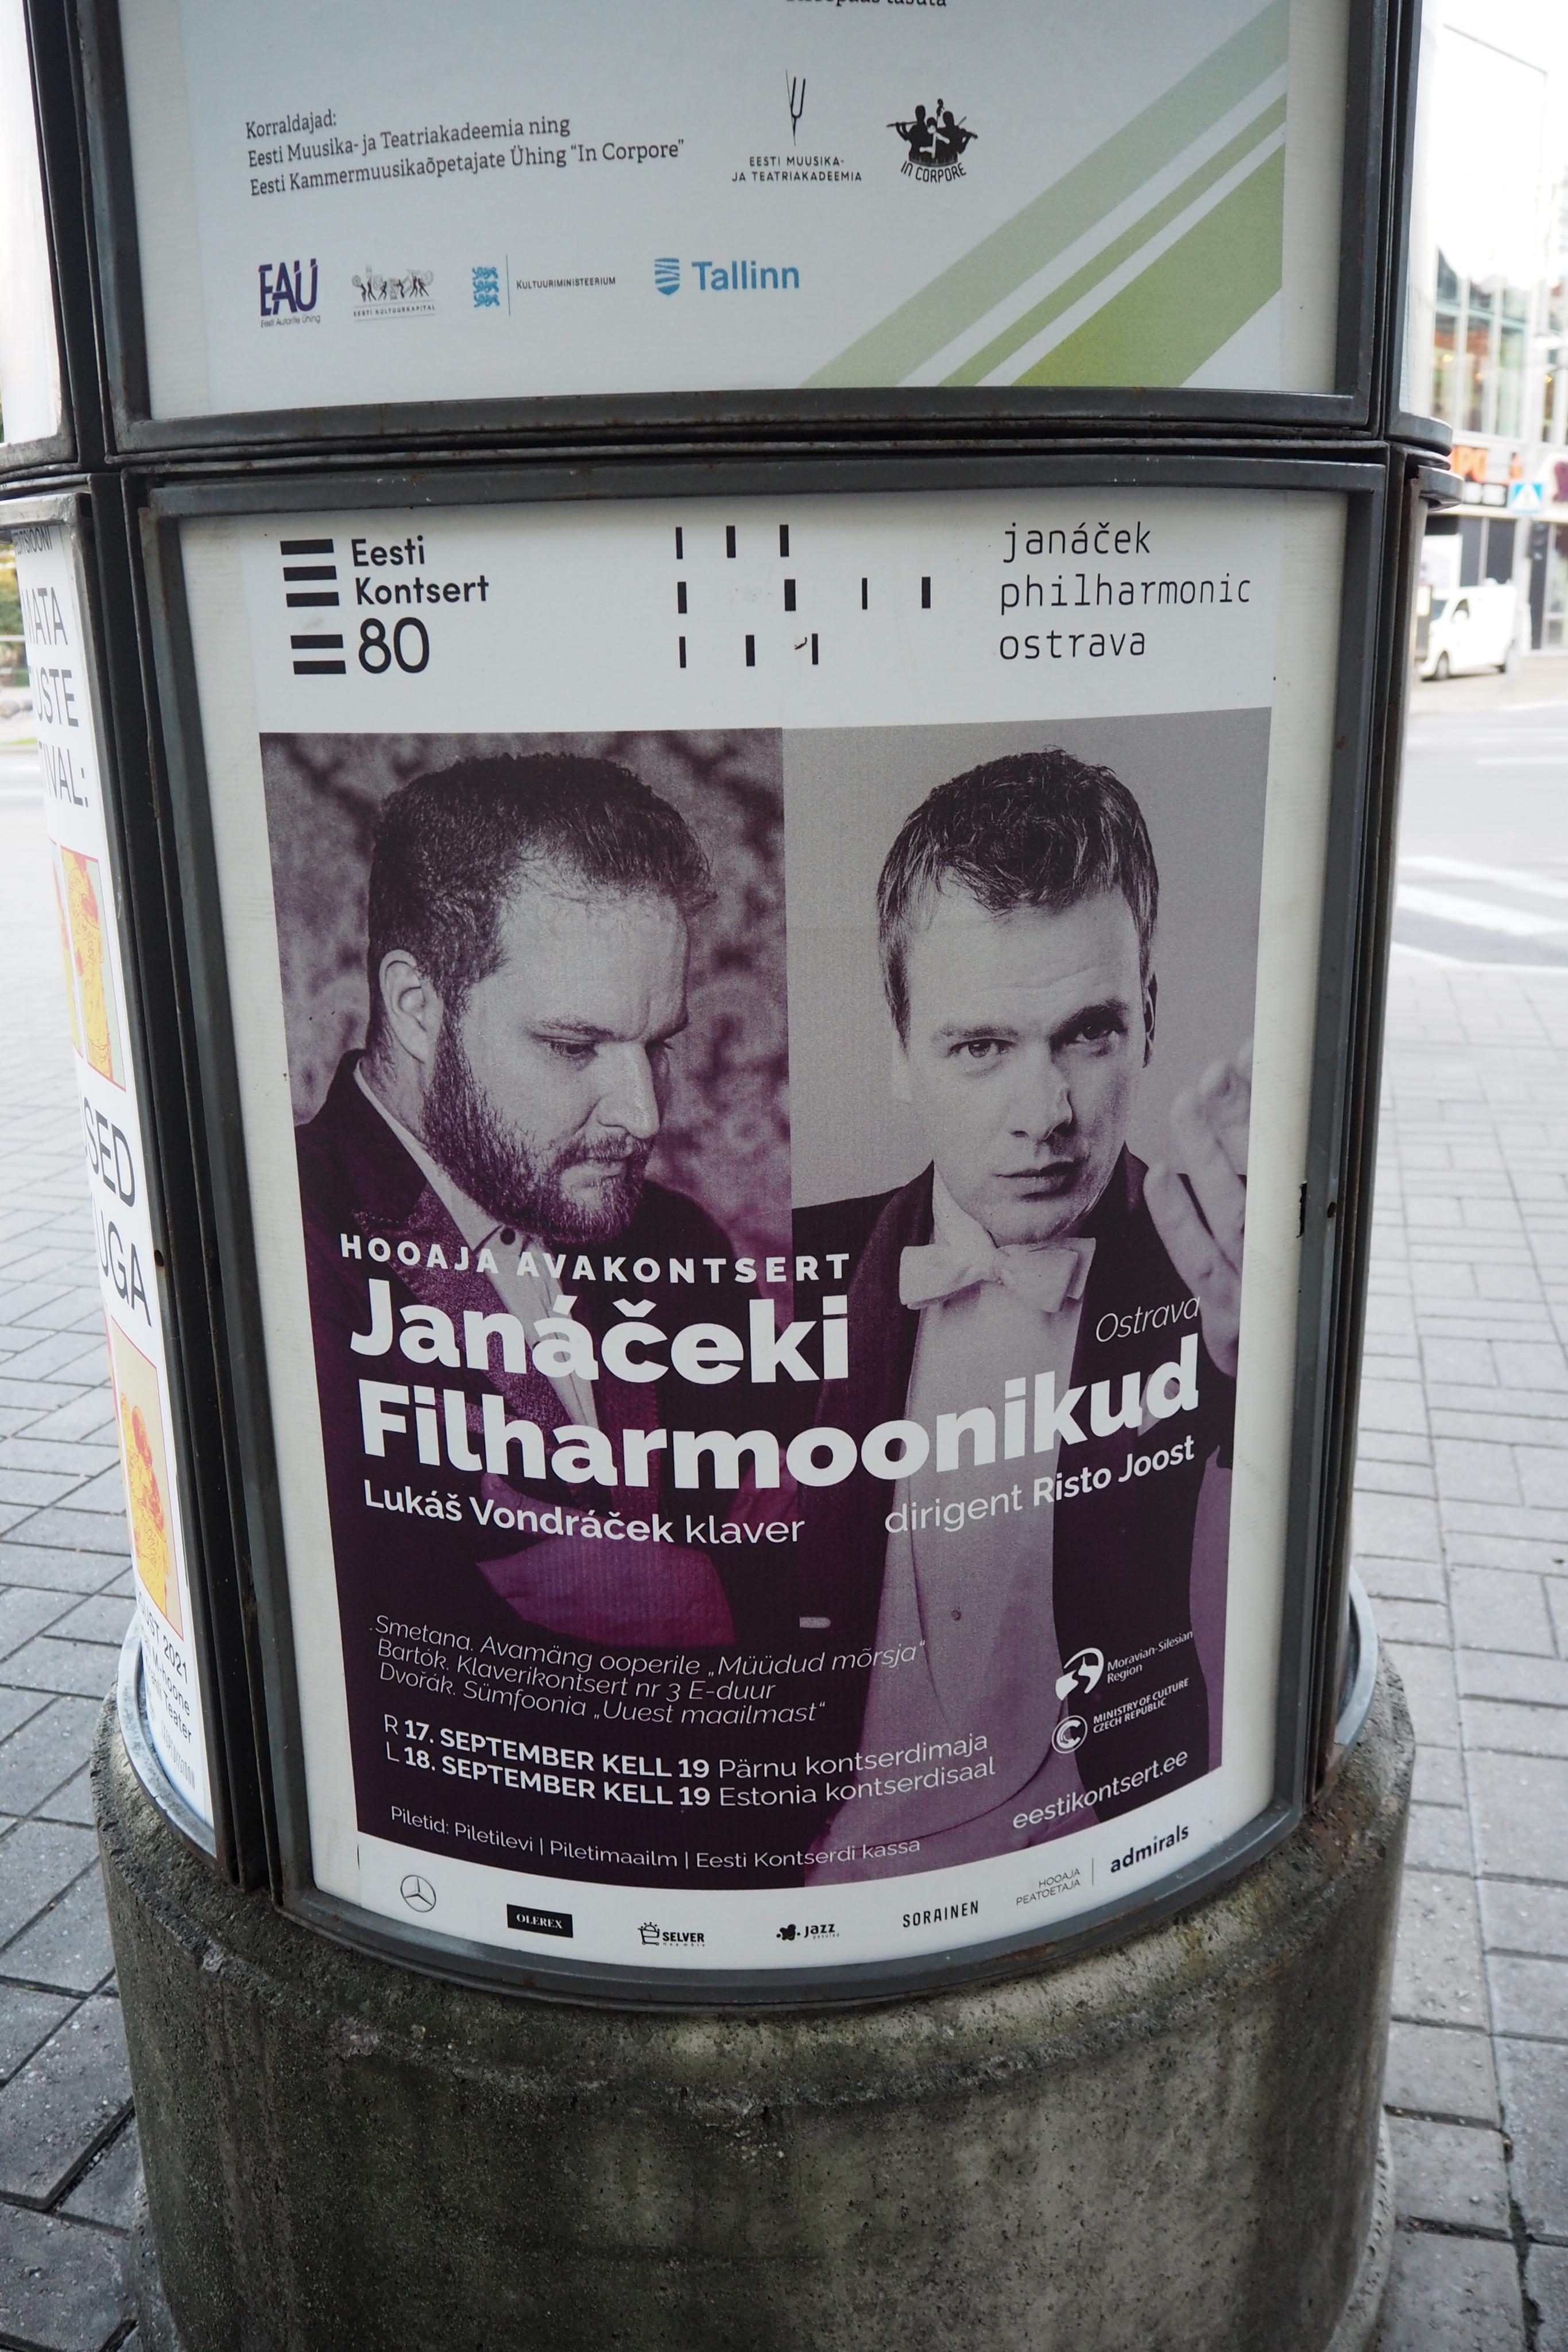 Korraldajad:
Eesti Muusika- ja Teatriakadeemia ning
Eesti Kammermuusikaõpetajate Ühing "In Corpore"
EESTI MUUSIKA-
JA TEATRIAKADEEMIA
IN CORPORE
EAÜ
Eesti Autorite Ühing
EESTI KULTUURKAPITAL
KULTUURIMINISTEERIUM
Tallinn
Eesti
Kontsert
80
janáček
philharmonic
ostrava
HOOAJA AVAKONTSERT
Janáčeki
Ostrava
Filharmoonikud
Lukáš Vondráček klaver
dirigent Risto Joost
Smetana. Avamäng ooperile „Müüdud mõrsja“
Bartók. Klaverikontsert nr 3 E-duur
Dvořák. Sümfoonia „Uuest maailmast“
Moravian-Silesian
Region
MINISTRY OF CULTURE
CZECH REPUBLIC
R 17. SEPTEMBER KELL 19 Pärnu kontserdimaja
L 18. SEPTEMBER KELL 19 Estonia kontserdisaal
eestikontsert.ee
Piletid: Piletilevi | Piletimaailm | Eesti Kontserdi kassa
OLEREX
SELVER
jazz
SORAINEN
HOOAJA
PEATOETAJA
admirals
2021